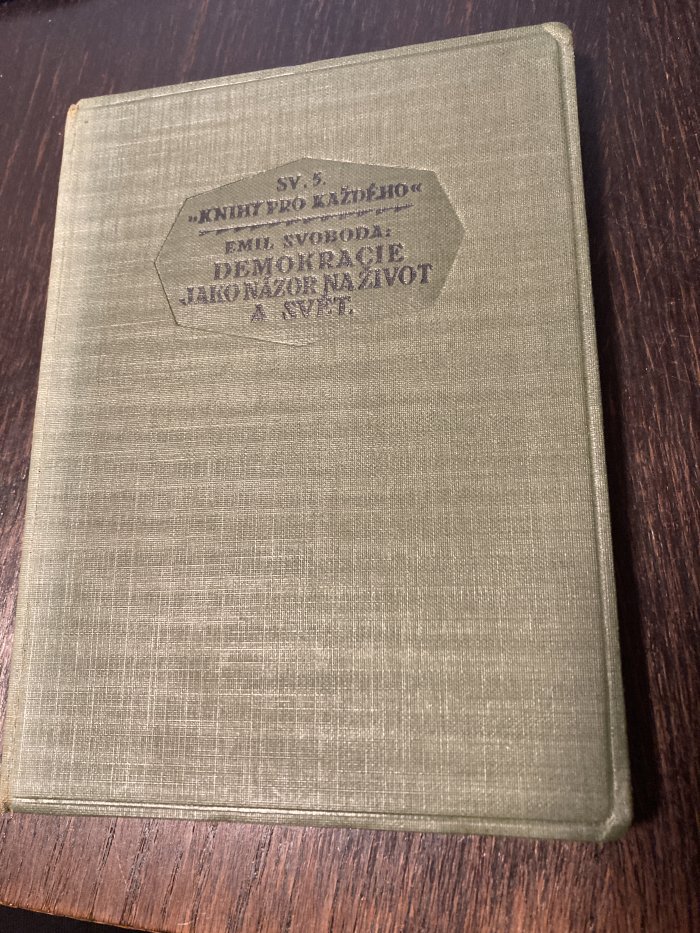 SV. 5.
„KNIHY PRO KAŽDÉHO“
EMIL SVOBODA:
DEMOKRACIE
JAKO NÁZOR NA ŽIVOT
A SVĚT.